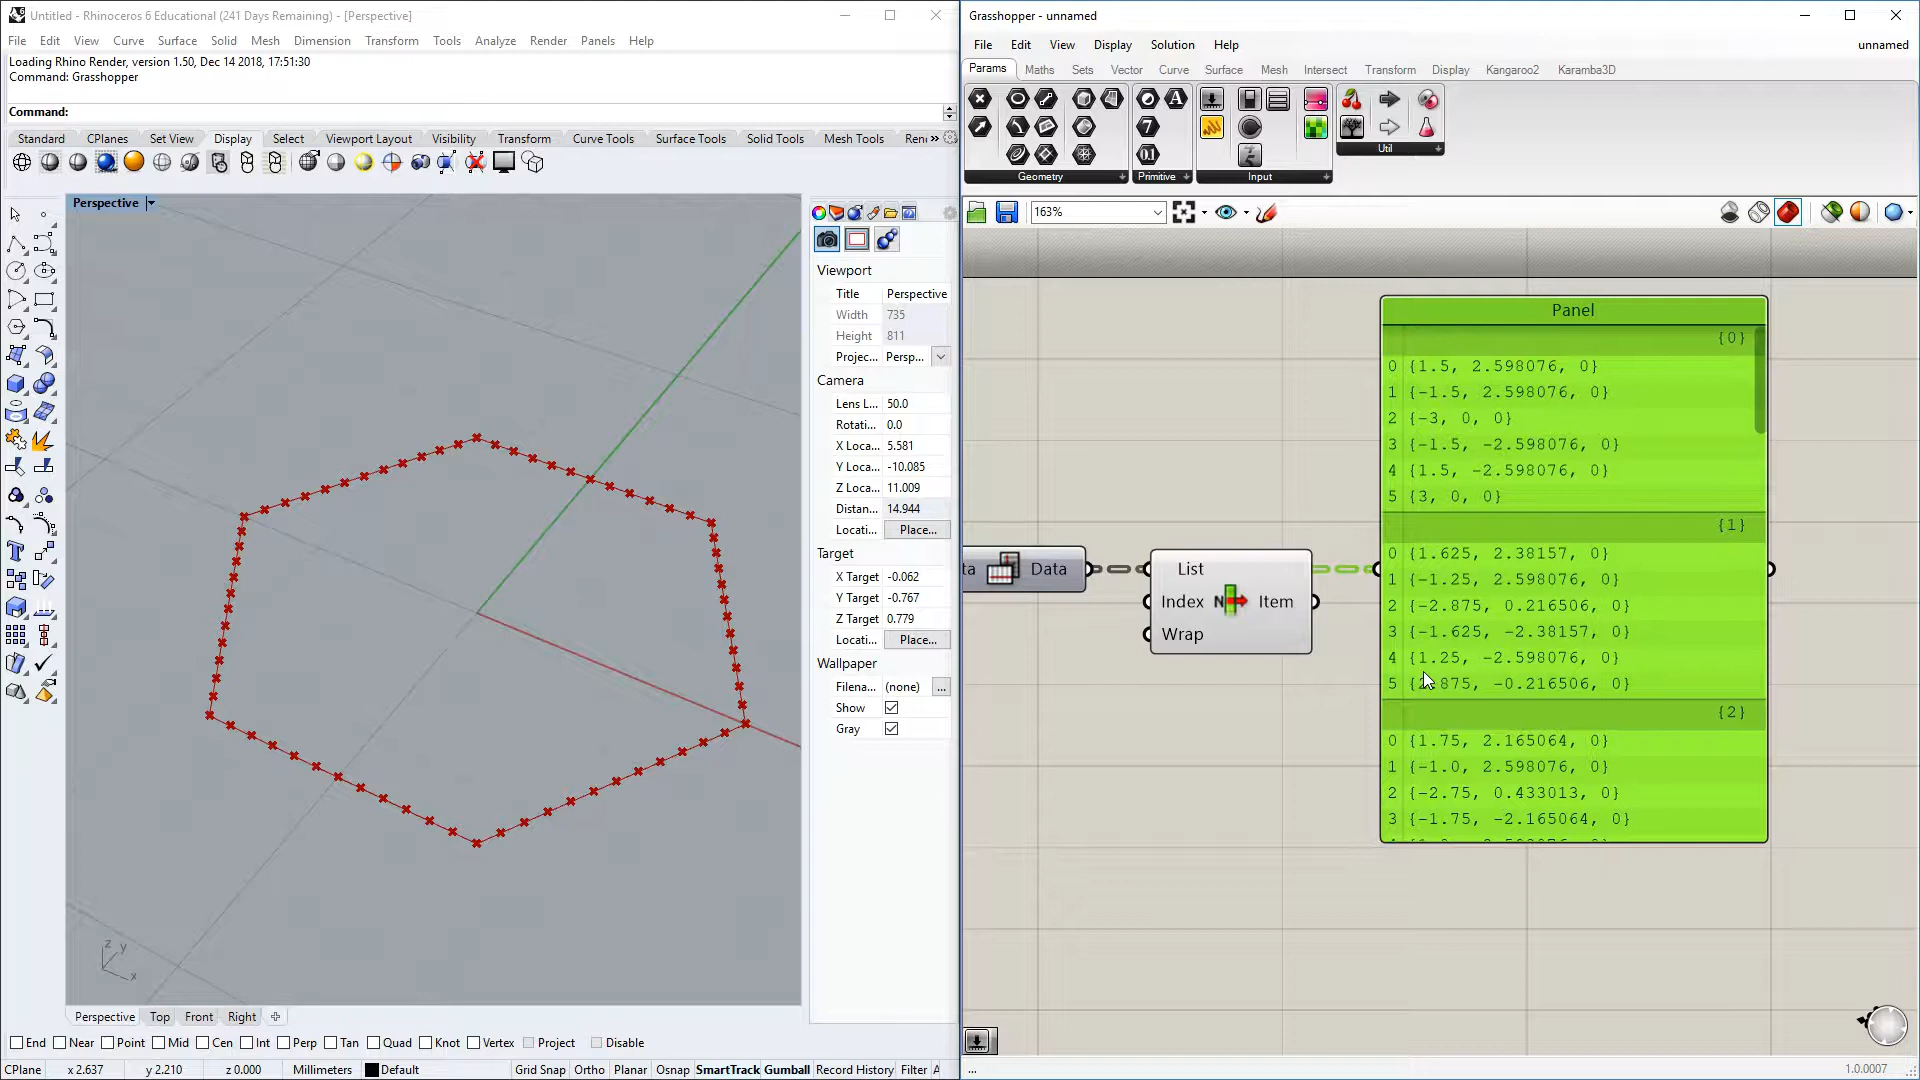 Untitled - Rhinoceros 6 Educational (241 Days Remaining) - [Perspective]
File Edit View Curve Surface Solid Mesh Dimension Transform Tools Analyze Render Panels Help
Loading Rhino Render, version 1.50, Dec 14 2018, 17:51:30
Command: Grasshopper
Command:
Standard CPlanes Set View Display Select Viewport Layout Visibility Transform Curve Tools Surface Tools Solid Tools Mesh Tools Ren »
Perspective
Viewport
Title Perspective
Width 735
Height 811
Projec... Persp...
Camera
Lens L... 50.0
Rotati... 0.0
X Loca... 5.581
Y Loca... -10.085
Z Loca... 11.009
Distan... 14.944
Locati... Place...
Target
X Target -0.062
Y Target -0.767
Z Target 0.779
Locati... Place...
Wallpaper
Filena... (none) ...
Show
Gray
z y x
Perspective Top Front Right
End Near Point Mid Cen Int Perp Tan Quad Knot Vertex Project Disable
CPlane x 2.637 y 2.210 z 0.000 Millimeters Default Grid Snap Ortho Planar Osnap SmartTrack Gumball Record History Filter A
Grasshopper - unnamed
File Edit View Display Solution Help unnamed
Params Maths Sets Vector Curve Surface Mesh Intersect Transform Display Kangaroo2 Karamba3D
Geometry Primitive Input Util
163%
ta Data
List
Index N Item
Wrap
Panel
{0}
0 {1.5, 2.598076, 0}
1 {-1.5, 2.598076, 0}
2 {-3, 0, 0}
3 {-1.5, -2.598076, 0}
4 {1.5, -2.598076, 0}
5 {3, 0, 0}
{1}
0 {1.625, 2.38157, 0}
1 {-1.25, 2.598076, 0}
2 {-2.875, 0.216506, 0}
3 {-1.625, -2.38157, 0}
4 {1.25, -2.598076, 0}
5 {2.875, -0.216506, 0}
{2}
0 {1.75, 2.165064, 0}
1 {-1.0, 2.598076, 0}
2 {-2.75, 0.433013, 0}
3 {-1.75, -2.165064, 0}
...
1.0.0007